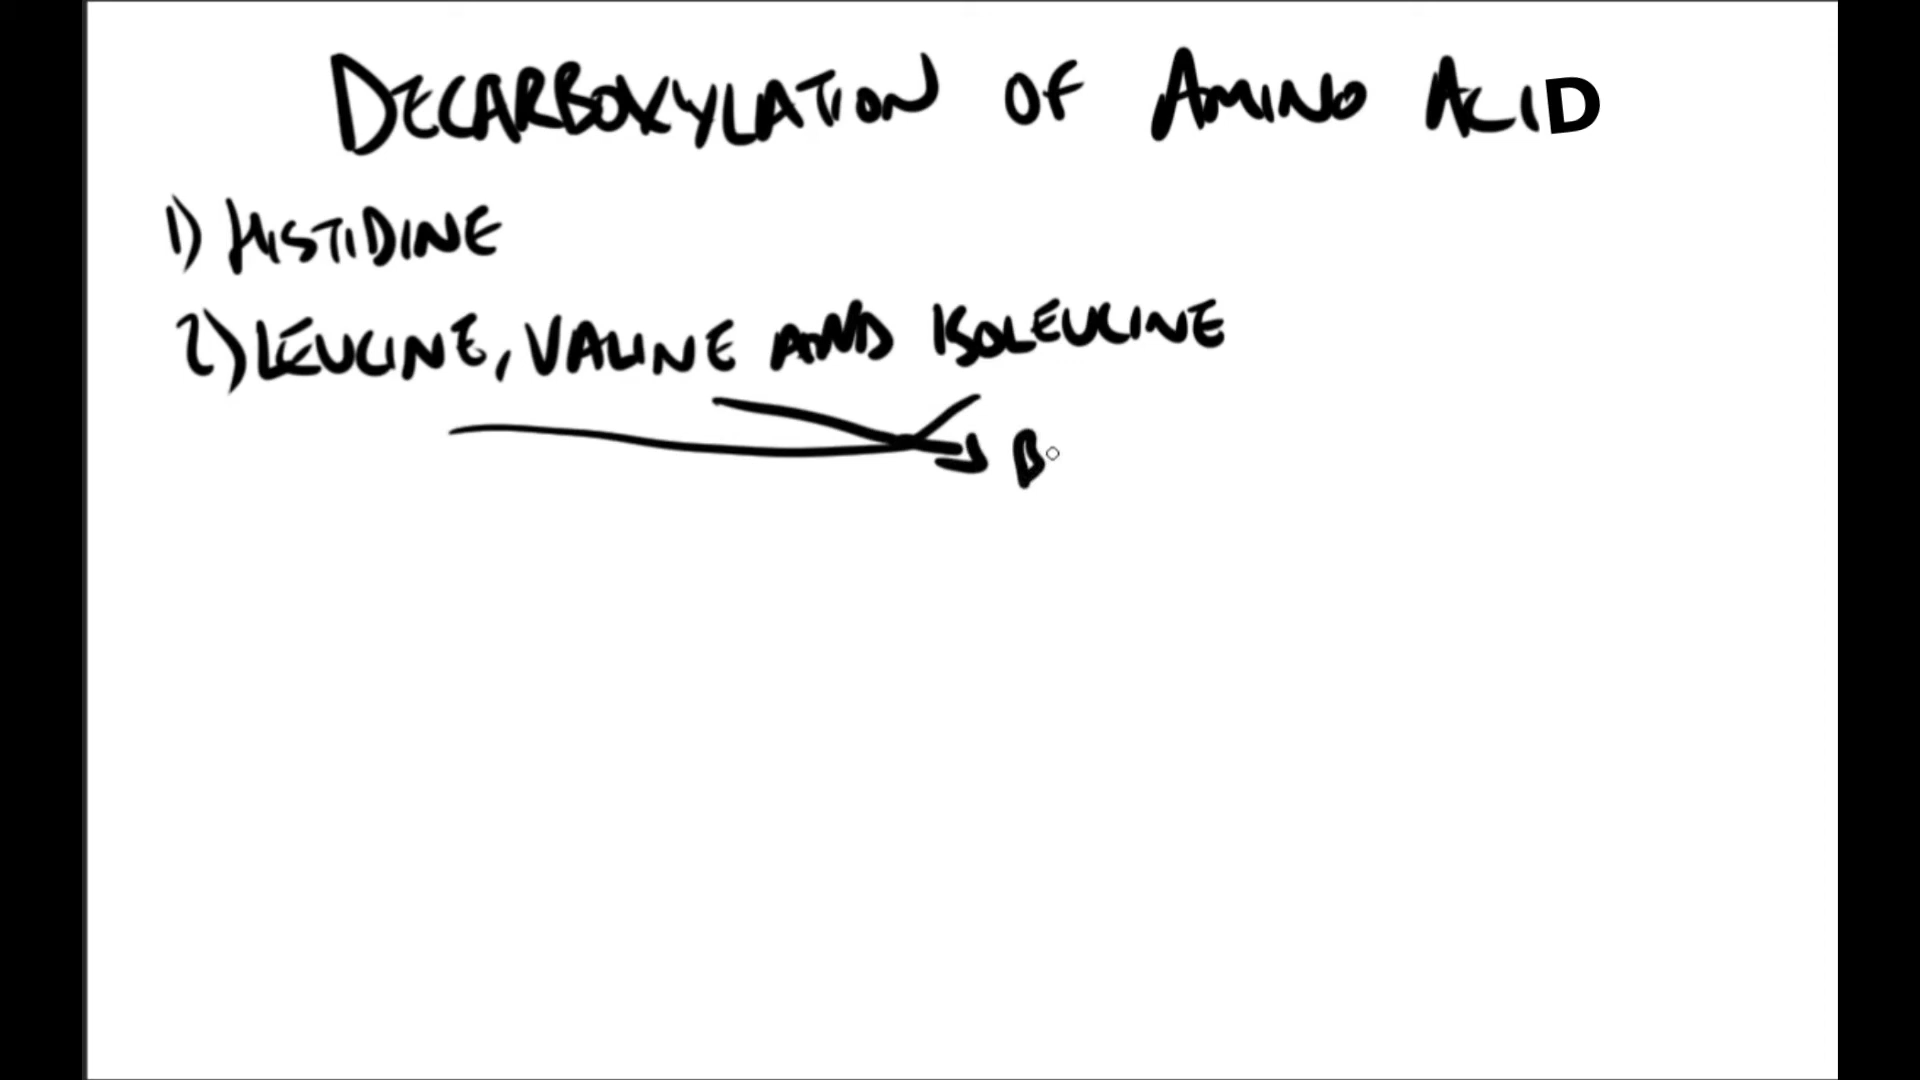 DECARBOXYLATION OF AMINO ACID
1) HISTIDINE
2) LEUCINE, VALINE AND ISOLEUCINE
B